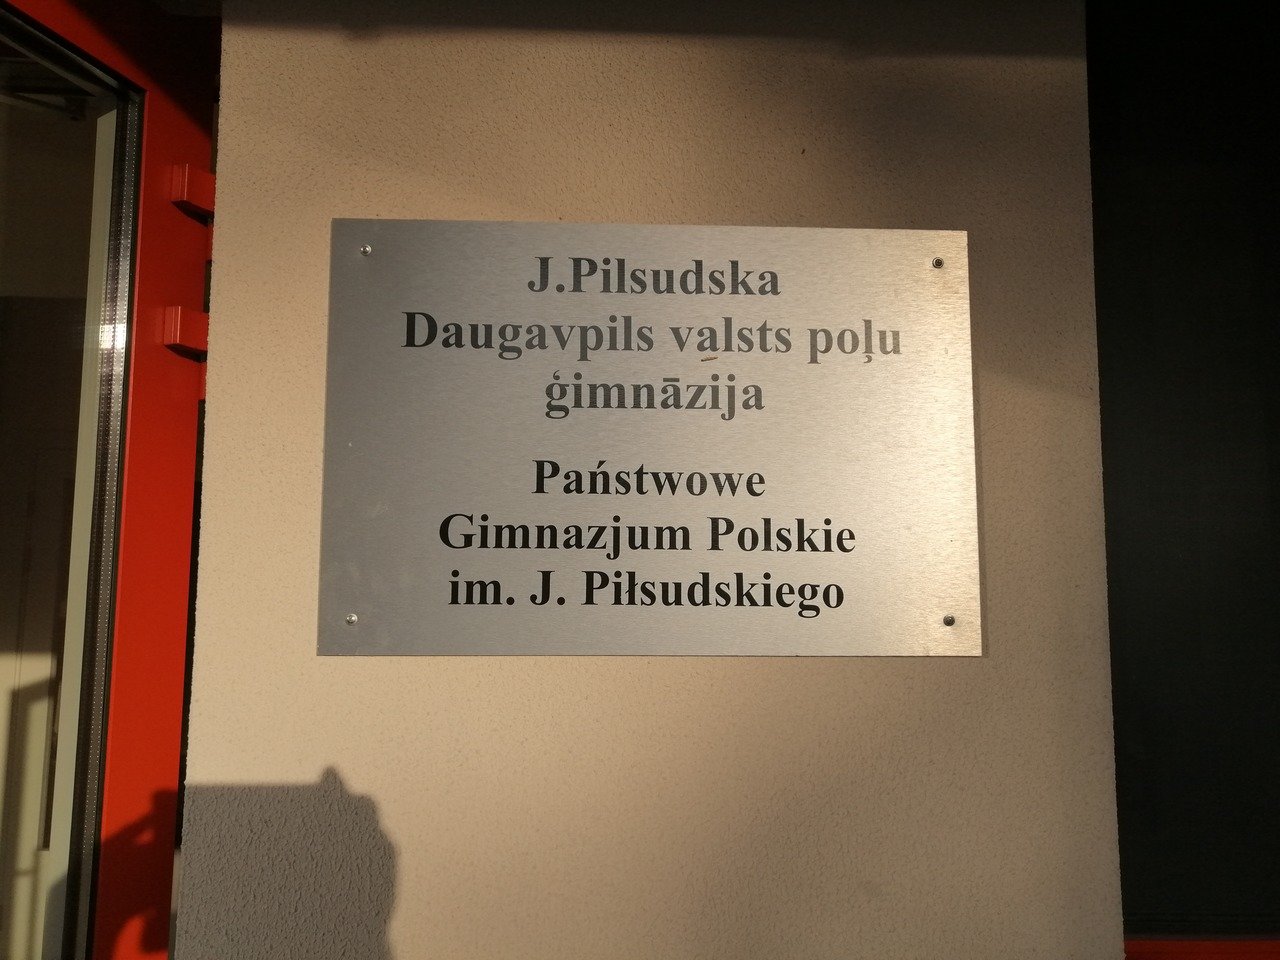 J.Pilsudska
Daugavpils valsts poļu
ģimnāzija
Państwowe
Gimnazjum Polskie
im. J. Piłsudskiego